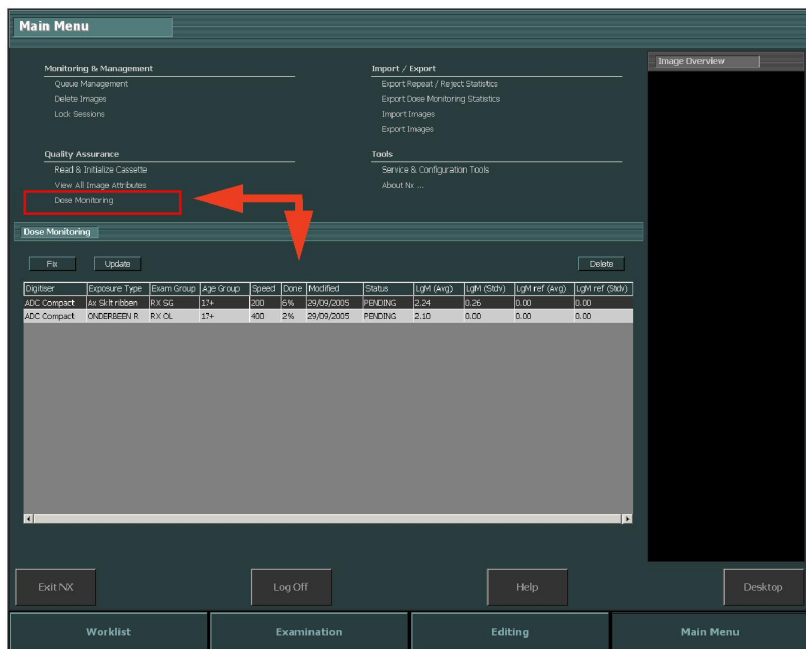 Main Menu
Image Overview
Monitoring & Management
Queue Management
Delete Images
Lock Sessions
Import / Export
Export Repeat / Reject Statistics
Export Dose Monitoring Statistics
Import Images
Export Images
Quality Assurance
Read & Initialize Cassette
View All Image Attributes
Dose Monitoring
Tools
Service & Configuration Tools
About Nx ...
Dose Monitoring
Fix Update Delete
Digitiser Exposure Type Exam Group Age Group Speed Done Modified Status LgM (Avg) LgM (Stdv) LgM ref (Avg) LgM ref (Stdv)
ADC Compact Ax Sklt ribben RX SG 17+ 200 6% 29/09/2005 PENDING 2.24 0.26 0.00 0.00
ADC Compact ONDERBEEN R RX OL 17+ 400 2% 29/09/2005 PENDING 2.10 0.00 0.00 0.00
Exit NX Log Off Help Desktop
Worklist Examination Editing Main Menu